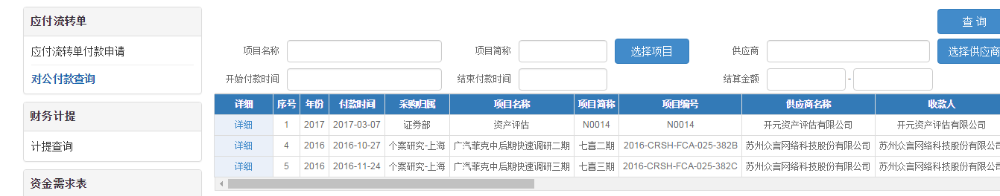 应付流转单
应付流转单付款申请
对公付款查询
财务计提
计提查询
资金需求表
查 询
项目名称 项目简称 选择项目 供应商 选择供应商
开始付款时间 结束付款时间 结算金额 -
详细 序号 年份 付款时间 采购归属 项目名称 项目简称 项目编号 供应商名称 收款人
详细 1 2017 2017-03-07 证券部 资产评估 N0014 N0014 开元资产评估有限公司 开元资产评估有限公司
详细 4 2016 2016-10-27 个案研究-上海 广汽菲克中后期快速调研二期 七喜二期 2016-CRSH-FCA-025-382B 苏州众言网络科技股份有限公司 苏州众言网络科技股份有限公
详细 5 2016 2016-11-24 个案研究-上海 广汽菲克中后期快速调研三期 七喜三期 2016-CRSH-FCA-025-382C 苏州众言网络科技股份有限公司 苏州众言网络科技股份有限公